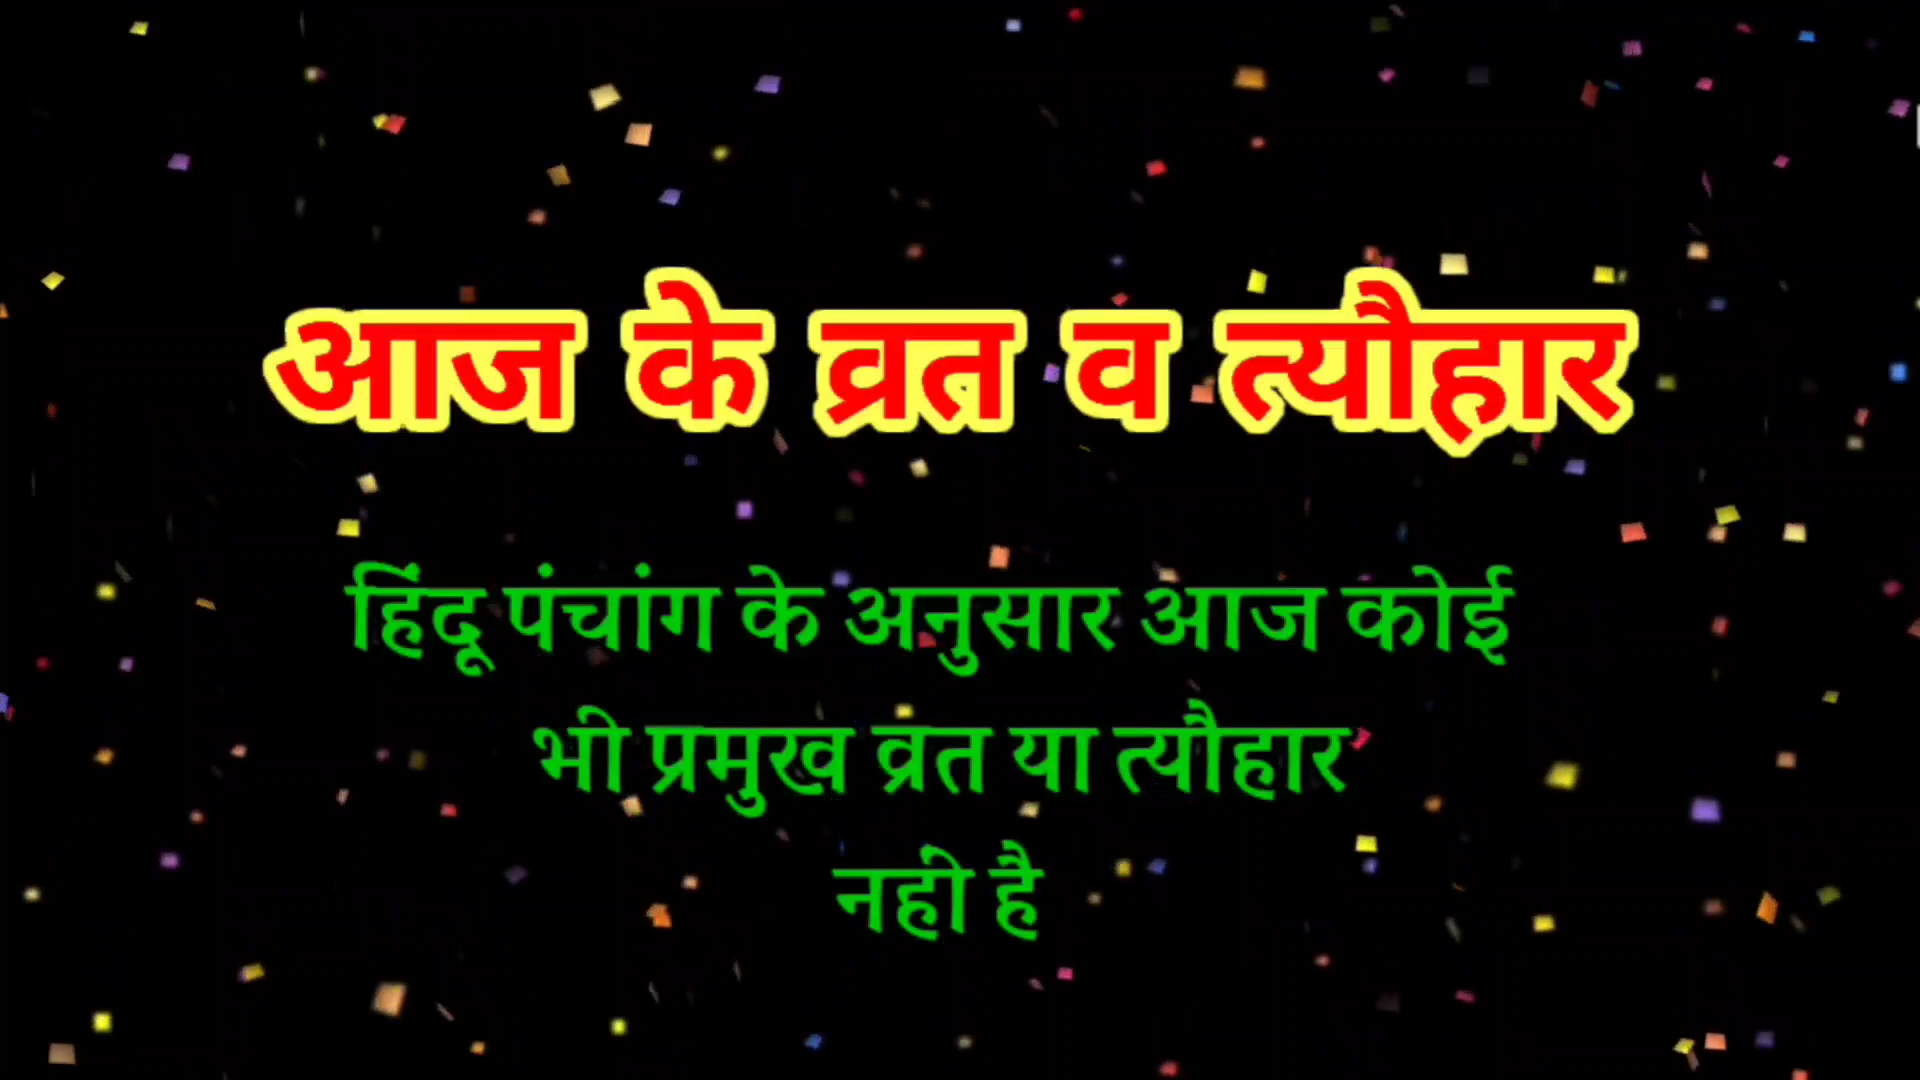 आज के व्रत व त्यौहार
हिंदू पंचांग के अनुसार आज कोई
भी प्रमुख व्रत या त्यौहार
नही है